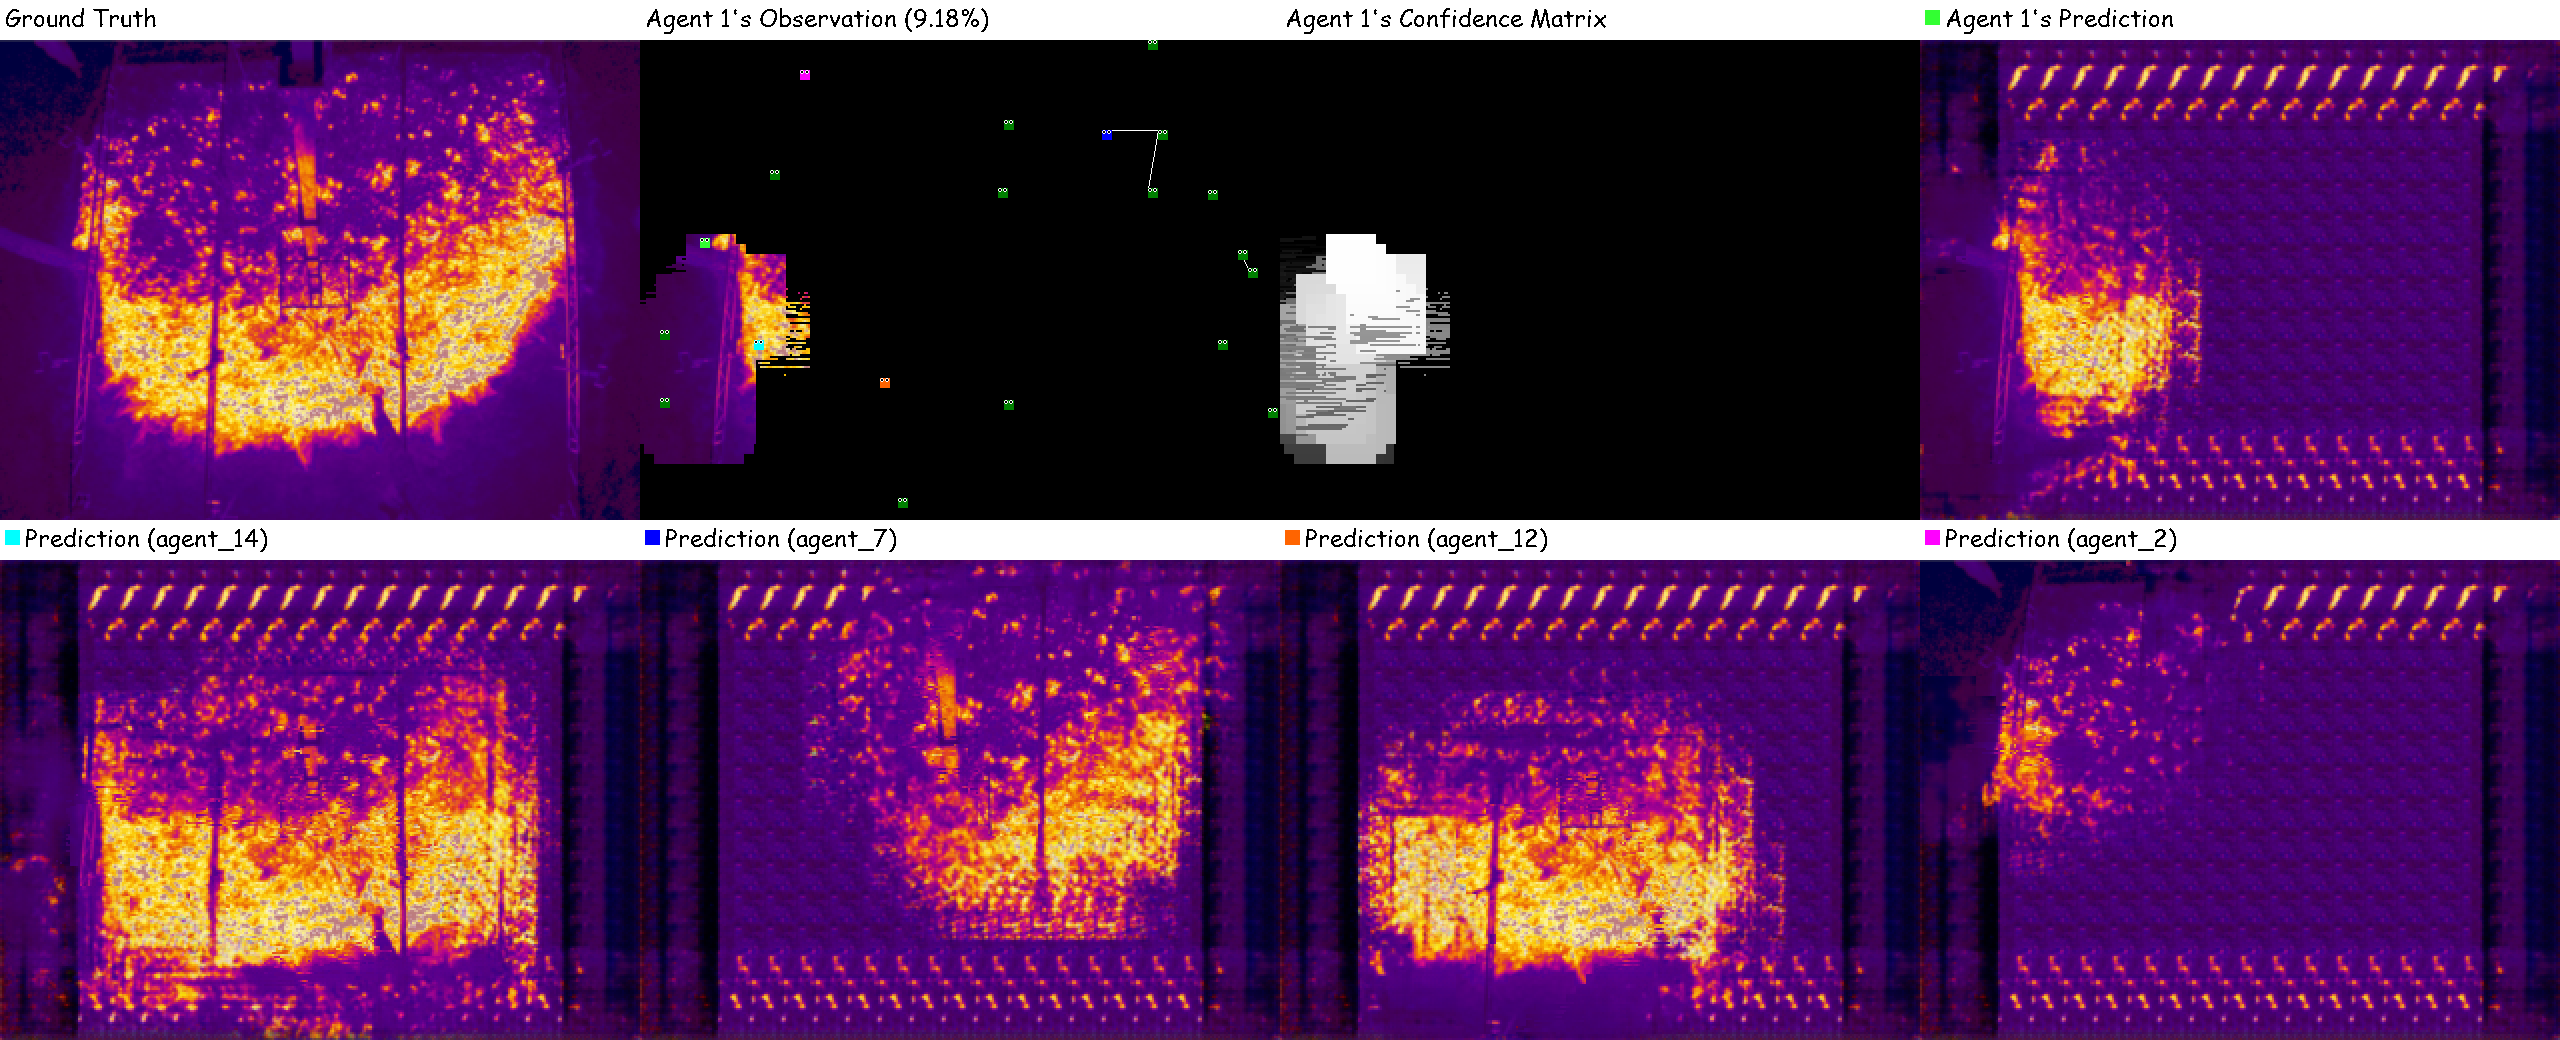 Ground Truth
Agent 1's Observation (9.18%)
Agent 1's Confidence Matrix
Agent 1's Prediction
Prediction (agent_14)
Prediction (agent_7)
Prediction (agent_12)
Prediction (agent_2)